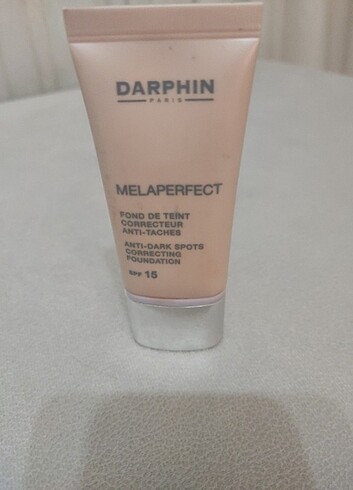 DARPHIN
PARIS
MELAPERFECT
FOND DE TEINT
CORRECTEUR
ANTI-TACHES
ANTI-DARK SPOTS
CORRECTING
FOUNDATION
SPF 15